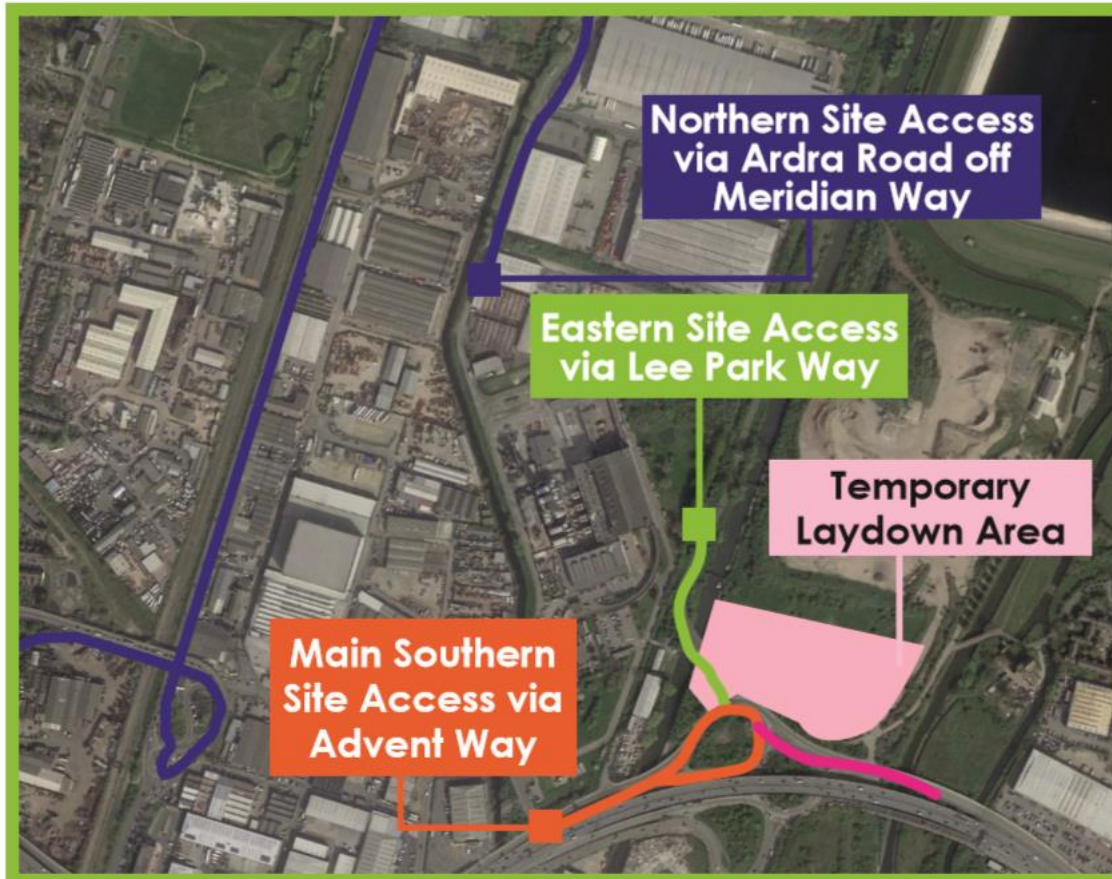 Northern Site Access
via Ardra Road off
Meridian Way
Eastern Site Access
via Lee Park Way
Temporary
Laydown Area
Main Southern
Site Access via
Advent Way